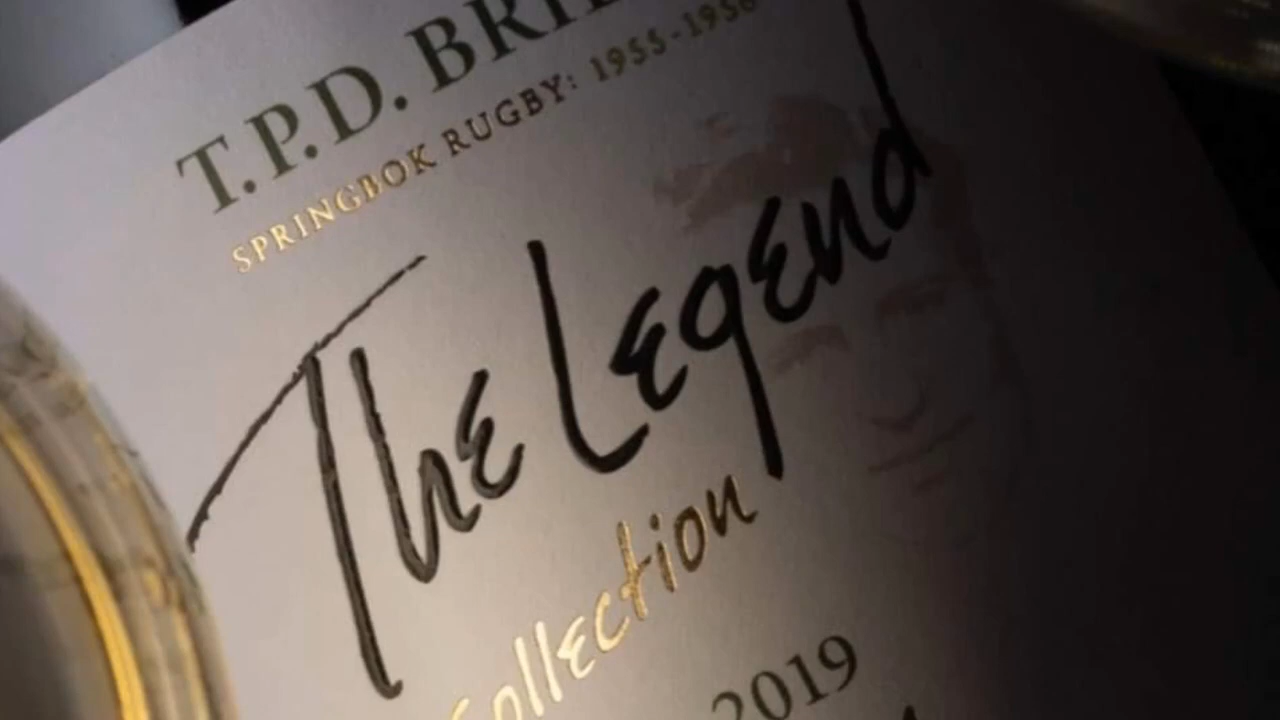 T.P.D.
SPRINGBOK RUGBY: 1955-1956
The Legend
Collection
2019